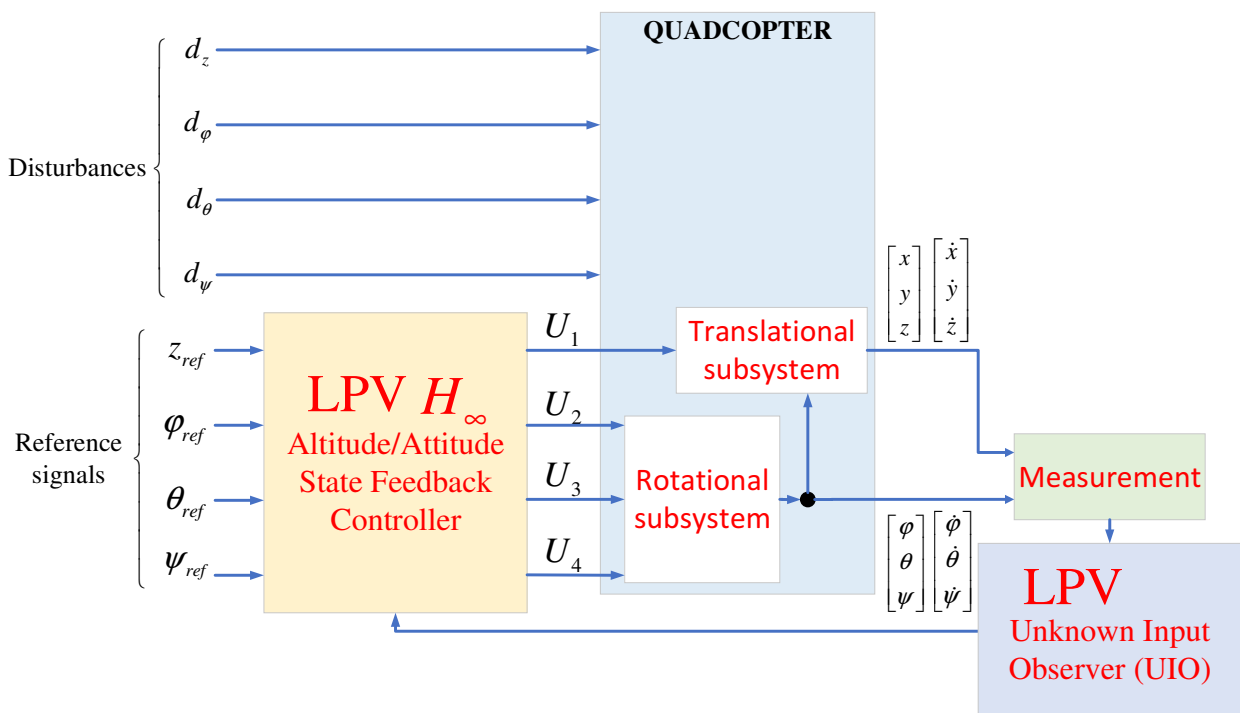 QUADCOPTER
Disturbances
d_z
d_φ
d_θ
d_ψ
Reference
signals
z_ref
φ_ref
θ_ref
ψ_ref
LPV H_∞
Altitude/Attitude
State Feedback
Controller
U_1
U_2
U_3
U_4
Translational
subsystem
Rotational
subsystem
[x y z] [ẋ ẏ ż]
[φ θ ψ] [φ̇ θ̇ ψ̇]
Measurement
LPV
Unknown Input
Observer (UIO)